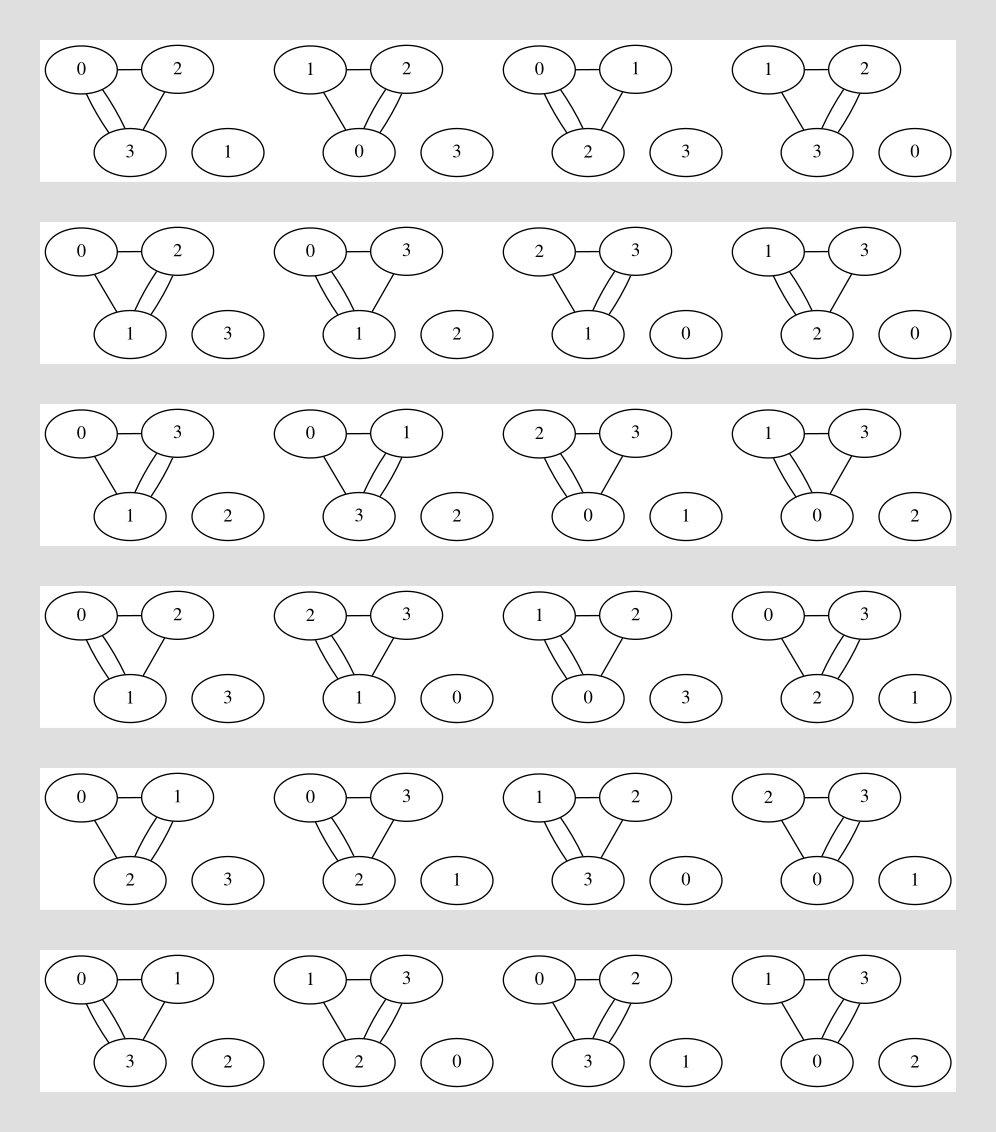 0 2 1 2 0 1 1 2
3 1 0 3 2 3 3 0
0 2 0 3 2 3 1 3
1 3 1 2 1 0 2 0
0 3 0 1 2 3 1 3
1 2 3 2 0 1 0 2
0 2 2 3 1 2 0 3
1 3 1 0 0 3 2 1
0 1 0 3 1 2 2 3
2 3 2 1 3 0 0 1
0 1 1 3 0 2 1 3
3 2 2 0 3 1 0 2